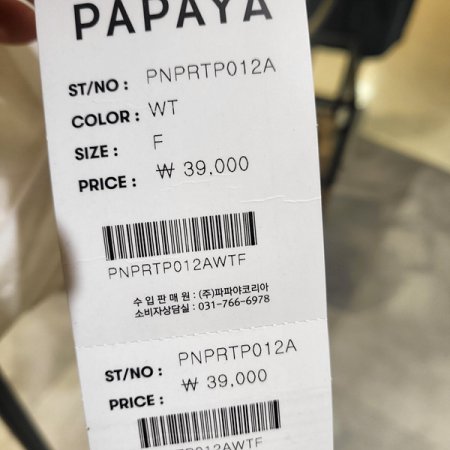 PAPAYA
ST/NO : PNPRTP012A
COLOR : WT
SIZE : F
PRICE : ₩ 39,000
PNPRTP012AWTF
수 입 판 매 원 : (주)파파야코리아
소비자상담실 : 031-766-6978
ST/NO : PNPRTP012A
PRICE : ₩ 39,000
PNPRTP012AWTF